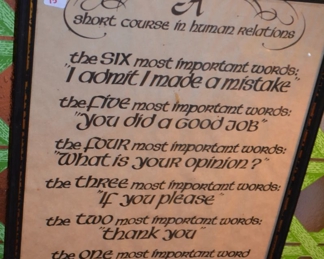 A
short course in human relations
the SIX most important words:
"I admit I made a mistake"
the five most important words:
"you did a GOOD JOB"
the four most important words:
"what is your opinion?"
the three most important words:
"If you please"
the two most important words:
"thank you"
the one most important word